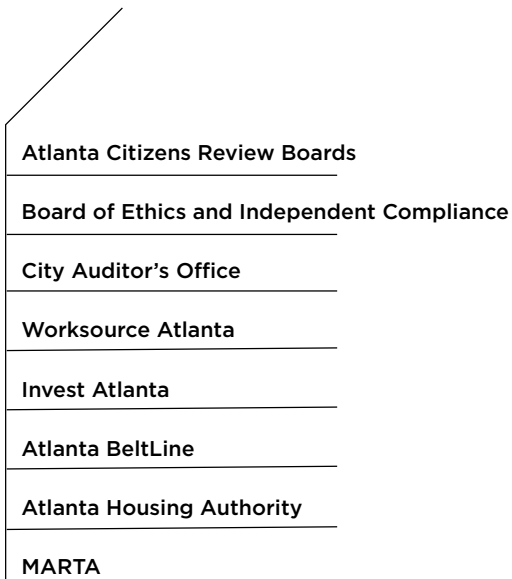 Atlanta Citizens Review Boards
Board of Ethics and Independent Compliance
City Auditor’s Office
Worksource Atlanta
Invest Atlanta
Atlanta BeltLine
Atlanta Housing Authority
MARTA